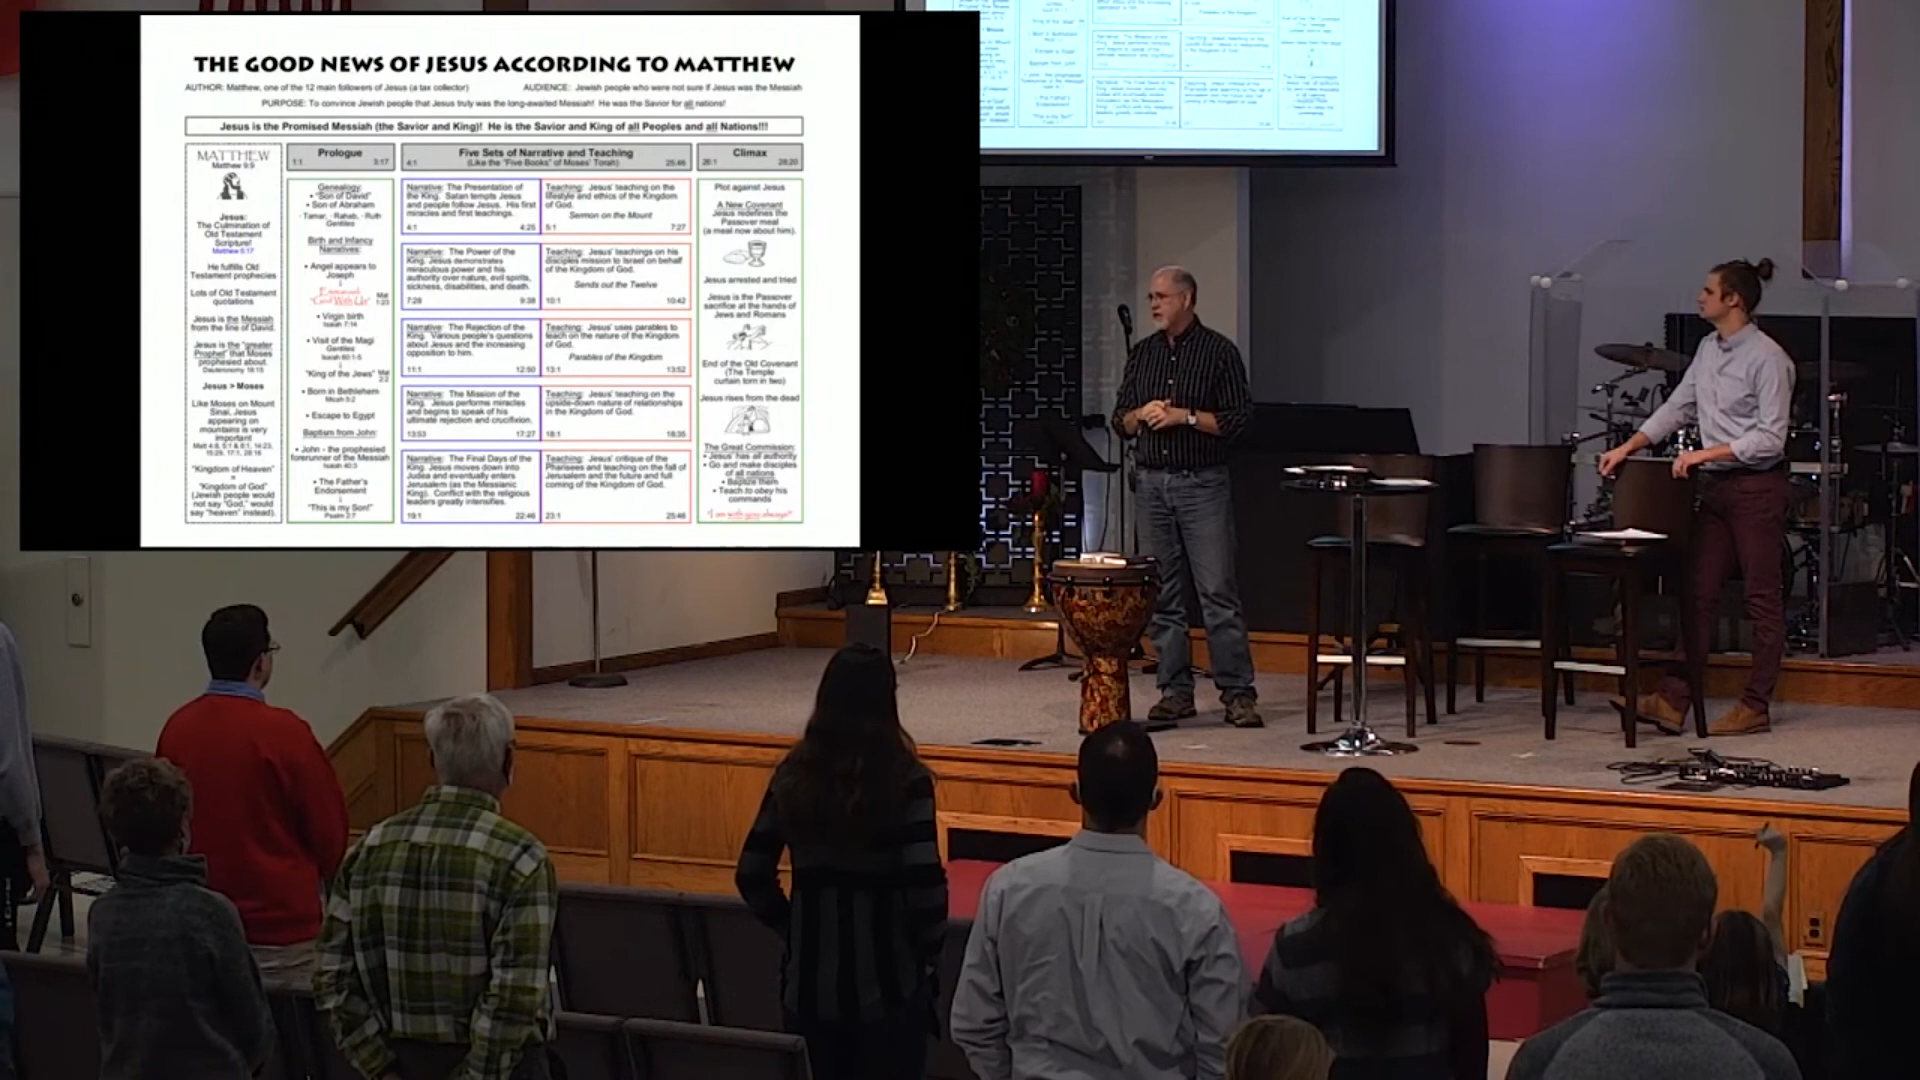 THE GOOD NEWS OF JESUS ACCORDING TO MATTHEW
AUTHOR: Matthew, one of the 12 main followers of Jesus (a tax collector)
AUDIENCE: Jewish people who were not sure if Jesus was the Messiah
PURPOSE: To convince Jewish people that Jesus truly was the long-awaited Messiah! He was the Savior for all nations!
Jesus is the Promised Messiah (the Savior and King)! He is the Savior and King of all Peoples and all Nations!!!
MATTHEW
Matthew 9:9
Jesus:
The Culmination of
Old Testament
Scripture!
Matthew 5:17
He fulfills Old
Testament prophecies
Lots of Old Testament
quotations
Jesus is the Messiah
from the line of David.
Jesus is the "greater
Prophet" that Moses
prophesied about.
Deuteronomy 18:15
Jesus > Moses
Like Moses on Mount
Sinai, Jesus
appearing on
mountains is very
important
"Kingdom of Heaven"
=
"Kingdom of God"
(Jewish people would
not say "God," would
say "heaven" instead).
Prologue
1:1 3:17
Genealogy:
• "Son of David"
• Son of Abraham
- Tamar, - Rahab, - Ruth
Gentiles
Birth and Infancy
Narratives:
• Angel appears to
Joseph
Emmanuel
"God With Us"
Mat
1:23
• Virgin birth
Isaiah 7:14
• Visit of the Magi
Gentiles
Isaiah 60:1-5
"King of the Jews"
Mat
2:2
• Born in Bethlehem
Micah 5:2
• Escape to Egypt
Baptism from John:
• John - the prophesied
forerunner of the Messiah
Isaiah 40:3
• The Father's
Endorsement
"This is my Son!"
Psalm 2:7
Five Sets of Narrative and Teaching
(Like the "Five Books" of Moses' Torah)
4:1 25:46
Narrative: The Presentation of
the King. Satan tempts Jesus
and people follow Jesus. His first
miracles and first teachings.
4:1 4:25
Teaching: Jesus' teaching on the
lifestyle and ethics of the Kingdom
of God.
Sermon on the Mount
5:1 7:27
Narrative: The Power of the
King. Jesus demonstrates
miraculous power and his
authority over nature, evil spirits,
sickness, disabilities, and death.
7:28 9:38
Teaching: Jesus' teachings on his
disciples mission to Israel on behalf
of the Kingdom of God.
Sends out the Twelve
10:1 10:42
Narrative: The Rejection of the
King. Various people's questions
about Jesus and the increasing
opposition to him.
11:1 12:50
Teaching: Jesus' uses parables to
teach on the nature of the Kingdom
of God.
Parables of the Kingdom
13:1 13:52
Narrative: The Mission of the
King. Jesus performs miracles
and begins to speak of his
ultimate rejection and crucifixion.
13:53 17:27
Teaching: Jesus' teaching on the
upside-down nature of relationships
in the Kingdom of God.
18:1 18:35
Narrative: The Final Days of the
King. Jesus moves down into
Judea and eventually enters
Jerusalem (as the Messianic
King). Conflict with the religious
leaders greatly intensifies.
19:1 22:46
Teaching: Jesus' critique of the
Pharisees and teaching on the fall of
Jerusalem and the future and full
coming of the Kingdom of God.
23:1 25:46
Climax
26:1 28:20
Plot against Jesus
A New Covenant
Jesus redefines the
Passover meal
(a meal now about him).
Jesus arrested and tried
Jesus is the Passover
sacrifice at the hands of
Jews and Romans
End of the Old Covenant
(The Temple
curtain torn in two)
Jesus rises from the dead
The Great Commission:
• Jesus' has all authority
• Go and make disciples
of all nations
• Baptize them
• Teach to obey his
commands
"I am with you always!"